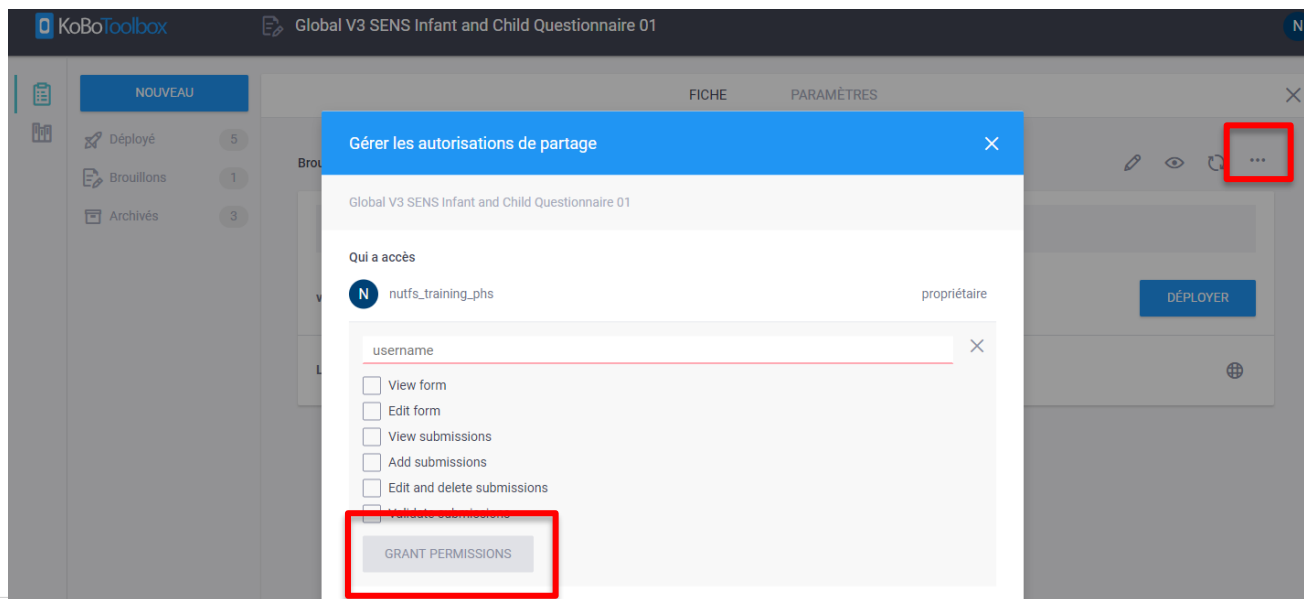 KoBoToolbox
Global V3 SENS Infant and Child Questionnaire 01
N
NOUVEAU
FICHE PARAMÈTRES
Déployé 5
Brouillons 1
Archivés 3
Brou
Gérer les autorisations de partage
Global V3 SENS Infant and Child Questionnaire 01
Qui a accès
N nutfs_training_phs propriétaire
v
DÉPLOYER
username
L
View form
Edit form
View submissions
Add submissions
Edit and delete submissions
Validate submissions
GRANT PERMISSIONS